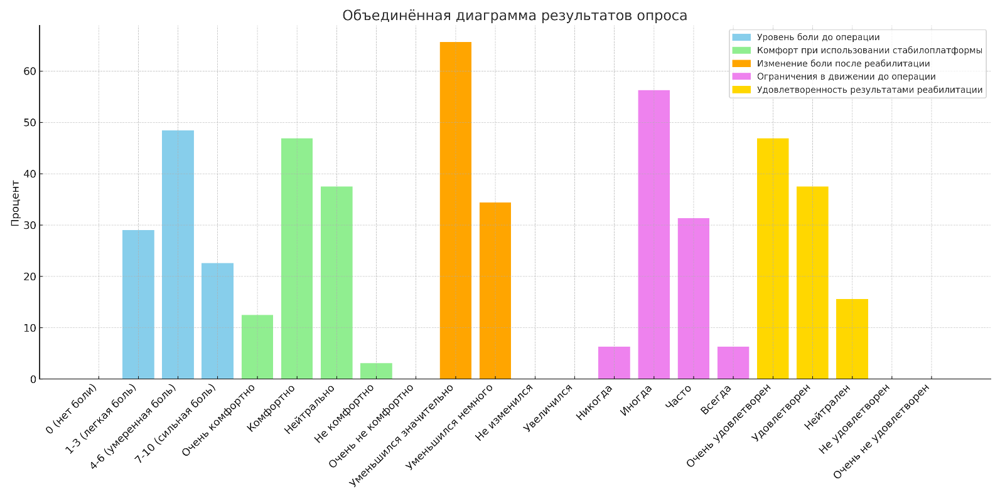 Объединённая диаграмма результатов опроса
Уровень боли до операции
Комфорт при использовании стабилоплатформы
Изменение боли после реабилитации
Ограничения в движении до операции
Удовлетворенность результатами реабилитации
Процент
60
50
40
30
20
10
0
0 (нет боли)
1-3 (легкая боль)
4-6 (умеренная боль)
7-10 (сильная боль)
Очень комфортно
Комфортно
Нейтрально
Не комфортно
Очень не комфортно
Уменьшился значительно
Уменьшился немного
Не изменился
Увеличился
Никогда
Иногда
Часто
Всегда
Очень удовлетворен
Удовлетворен
Нейтрален
Не удовлетворен
Очень не удовлетворен